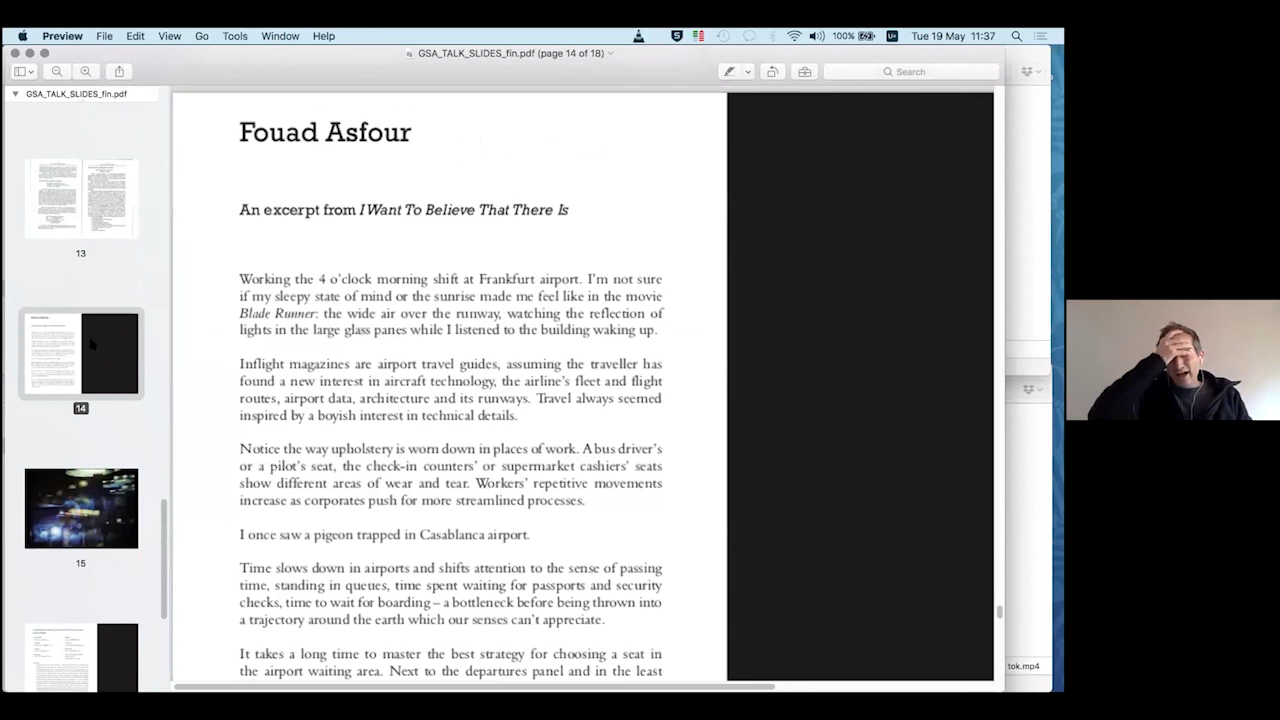 Preview File Edit View Go Tools Window Help 100% Tue 19 May 11:37
GSA_TALK_SLIDES_fin.pdf (page 14 of 18)
Search
GSA_TALK_SLIDES_fin.pdf
13
14
15
Fouad Asfour
An excerpt from I Want To Believe That There Is
Working the 4 o'clock morning shift at Frankfurt airport. I'm not sure
if my sleepy state of mind or the sunrise made me feel like in the movie
Blade Runner: the wide air over the runway, watching the reflection of
lights in the large glass panes while I listened to the building waking up.
Inflight magazines are airport travel guides, assuming the traveller has
found a new interest in aircraft technology, the airline's fleet and flight
routes, airport data, architecture and its runways. Travel always seemed
inspired by a boyish interest in technical details.
Notice the way upholstery is worn down in places of work. A bus driver's
or a pilot's seat, the check-in counters' or supermarket cashiers' seats
show different areas of wear and tear. Workers' repetitive movements
increase as corporates push for more streamlined processes.
I once saw a pigeon trapped in Casablanca airport.
Time slows down in airports and shifts attention to the sense of passing
time, standing in queues, time spent waiting for passports and security
checks, time to wait for boarding – a bottleneck before being thrown into
a trajectory around the earth which our senses can't appreciate.
It takes a long time to master the best strategy for choosing a seat in
the airport waiting area. Next to the departures panel and in the least
tok.mp4